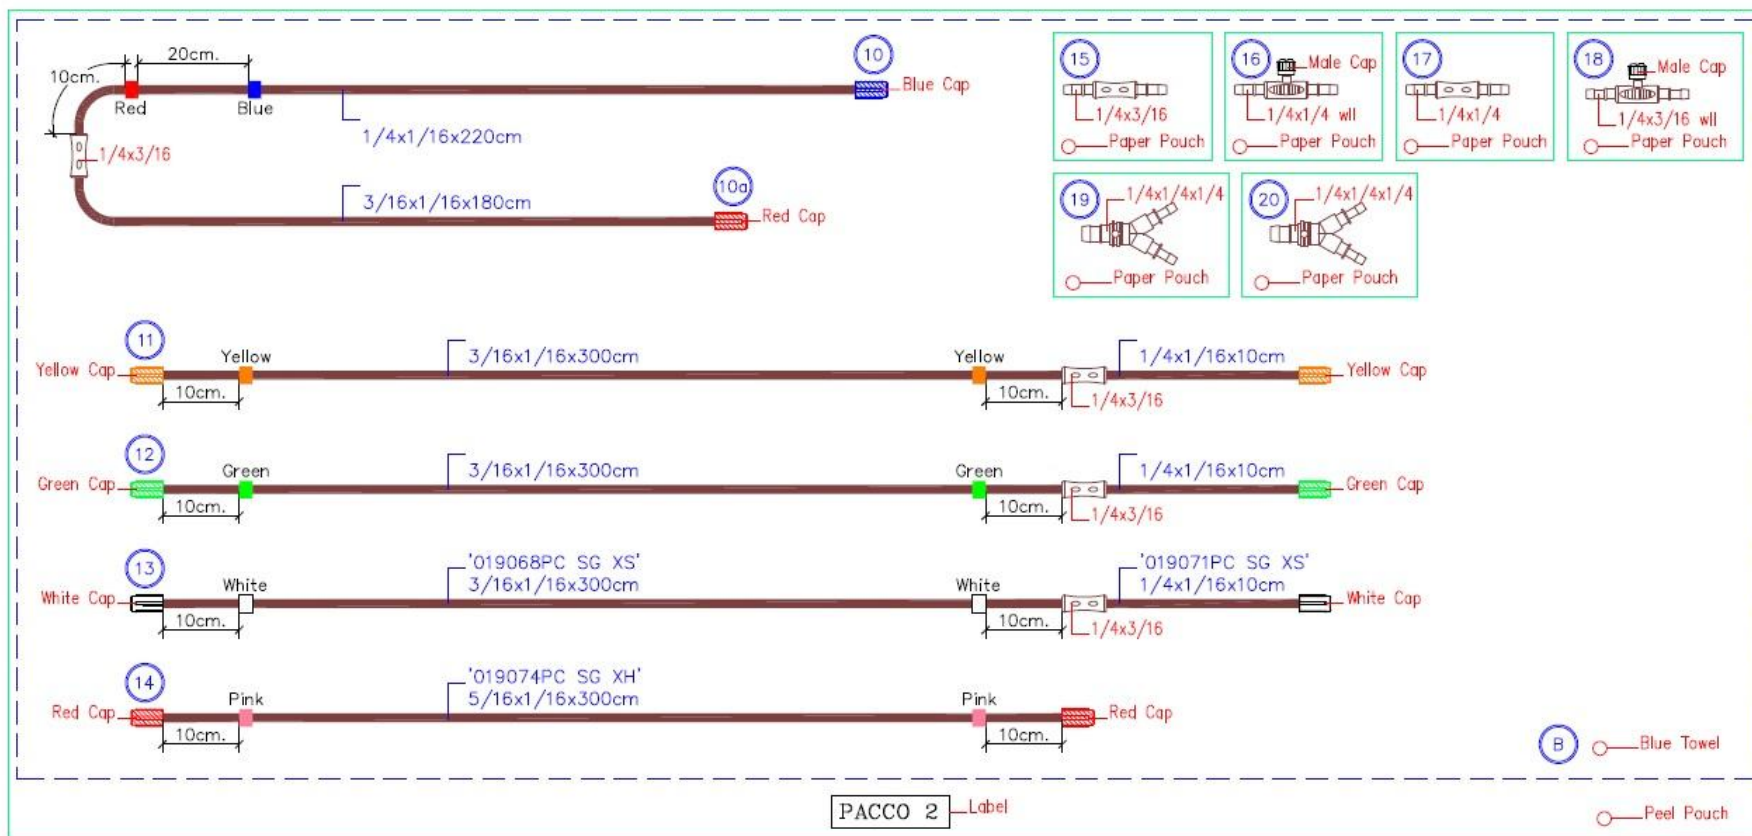 10cm.
20cm.
Red
Blue
1/4x1/16x220cm
10
Blue Cap
1/4x3/16
3/16x1/16x180cm
10a
Red Cap
15
1/4x3/16
Paper Pouch
16
Male Cap
1/4x1/4 wll
Paper Pouch
17
1/4x1/4
Paper Pouch
18
Male Cap
1/4x3/16 wll
Paper Pouch
19
1/4x1/4x1/4
Paper Pouch
20
1/4x1/4x1/4
Paper Pouch
11
Yellow Cap
Yellow
10cm.
3/16x1/16x300cm
Yellow
10cm.
1/4x3/16
1/4x1/16x10cm
Yellow Cap
12
Green Cap
Green
10cm.
3/16x1/16x300cm
Green
10cm.
1/4x3/16
1/4x1/16x10cm
Green Cap
13
White Cap
White
10cm.
'019068PC SG XS'
3/16x1/16x300cm
White
10cm.
1/4x3/16
'019071PC SG XS'
1/4x1/16x10cm
White Cap
14
Red Cap
Pink
10cm.
'019074PC SG XH'
5/16x1/16x300cm
Pink
10cm.
Red Cap
B
Blue Towel
PACCO 2
Label
Peel Pouch